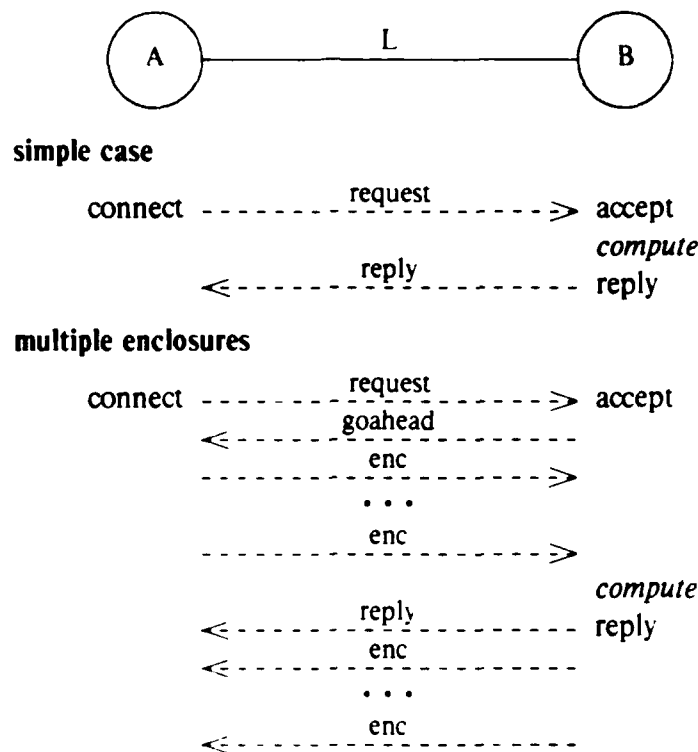 A L B
simple case
connect request accept
compute
reply reply
multiple enclosures
connect request accept
goahead
enc
. . .
enc
compute
reply reply
enc
. . .
enc